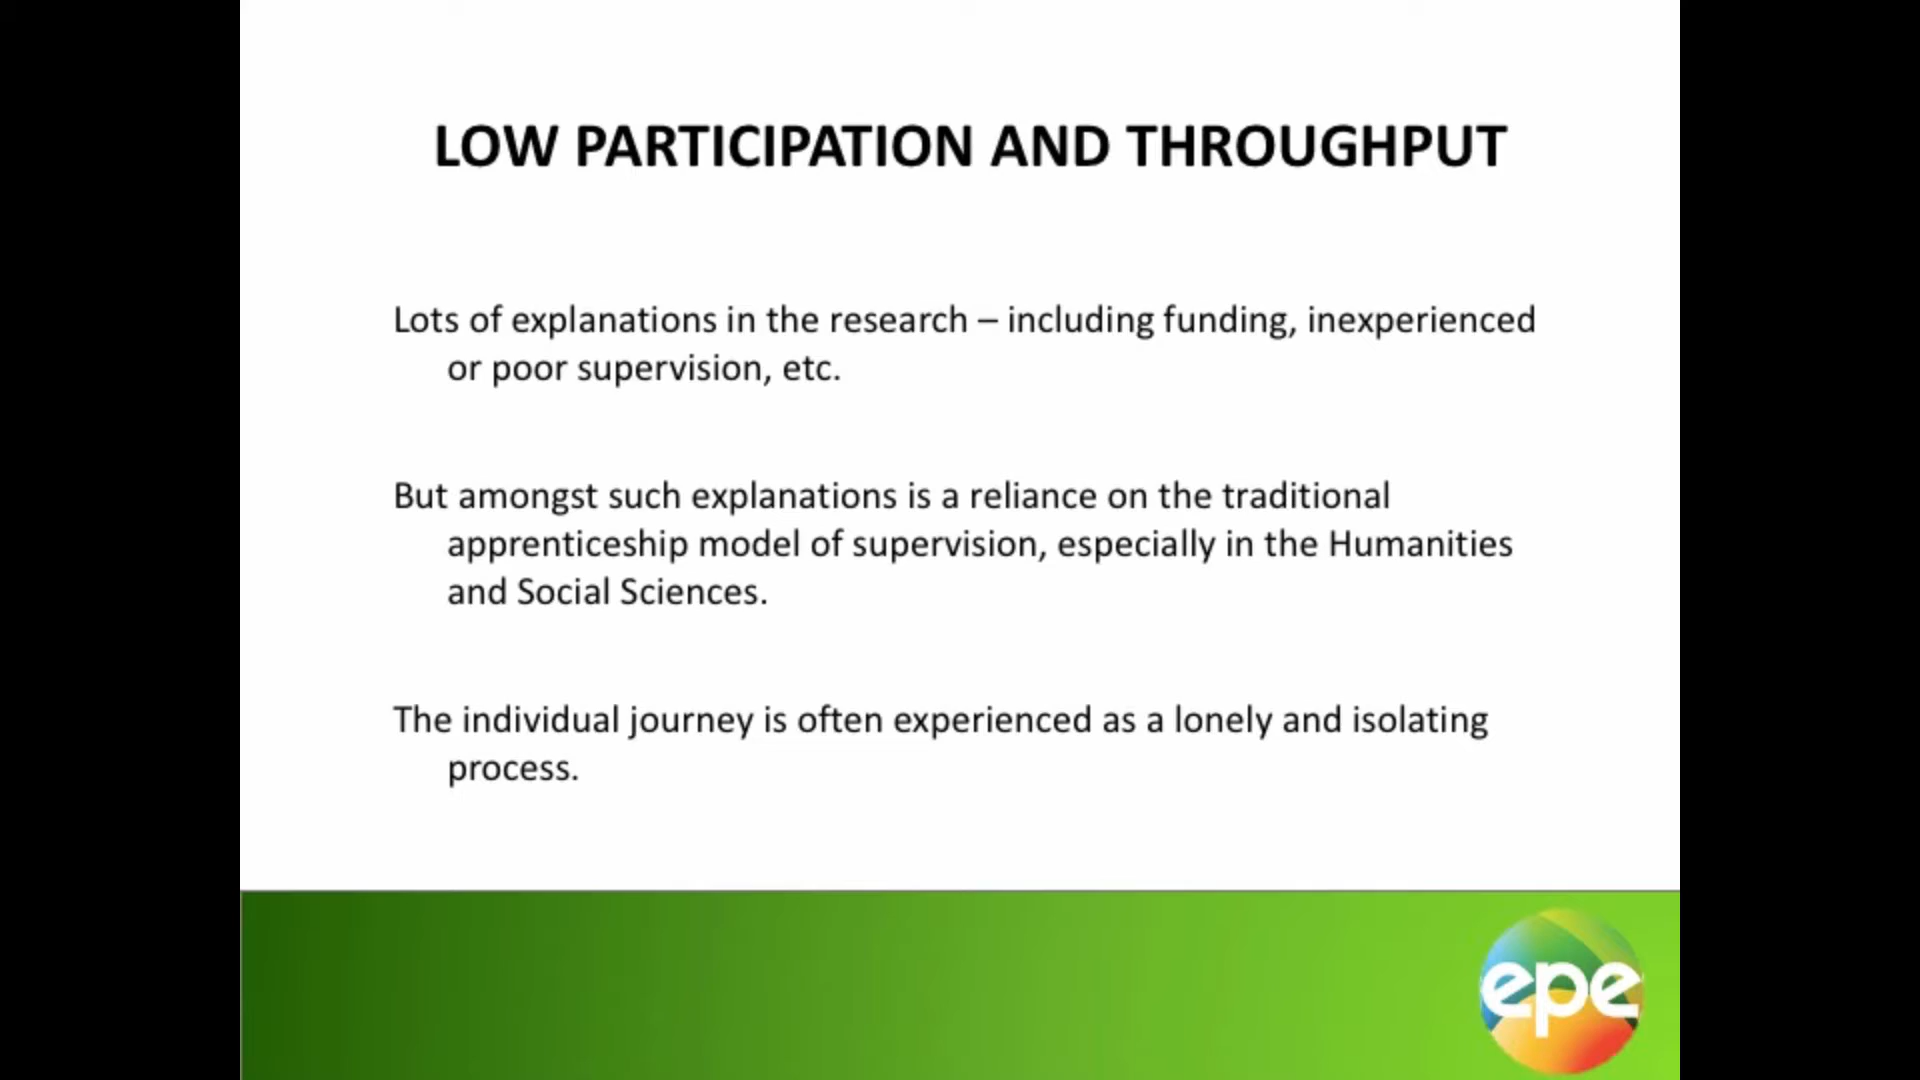 LOW PARTICIPATION AND THROUGHPUT
Lots of explanations in the research – including funding, inexperienced
or poor supervision, etc.
But amongst such explanations is a reliance on the traditional
apprenticeship model of supervision, especially in the Humanities
and Social Sciences.
The individual journey is often experienced as a lonely and isolating
process.
epe